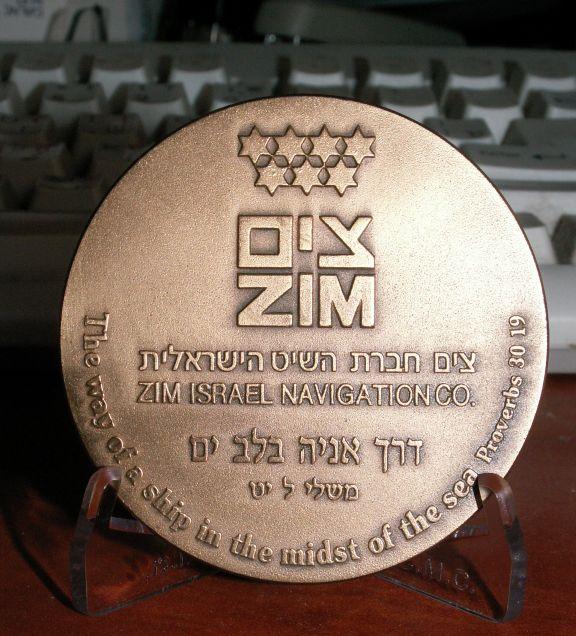 צים
ZIM
צים חברת השיט הישראלית
ZIM ISRAEL NAVIGATION CO.
דרך אניה בלב ים
משלי ל יט
The way of a ship in the midst of the sea Proverbs 30 19